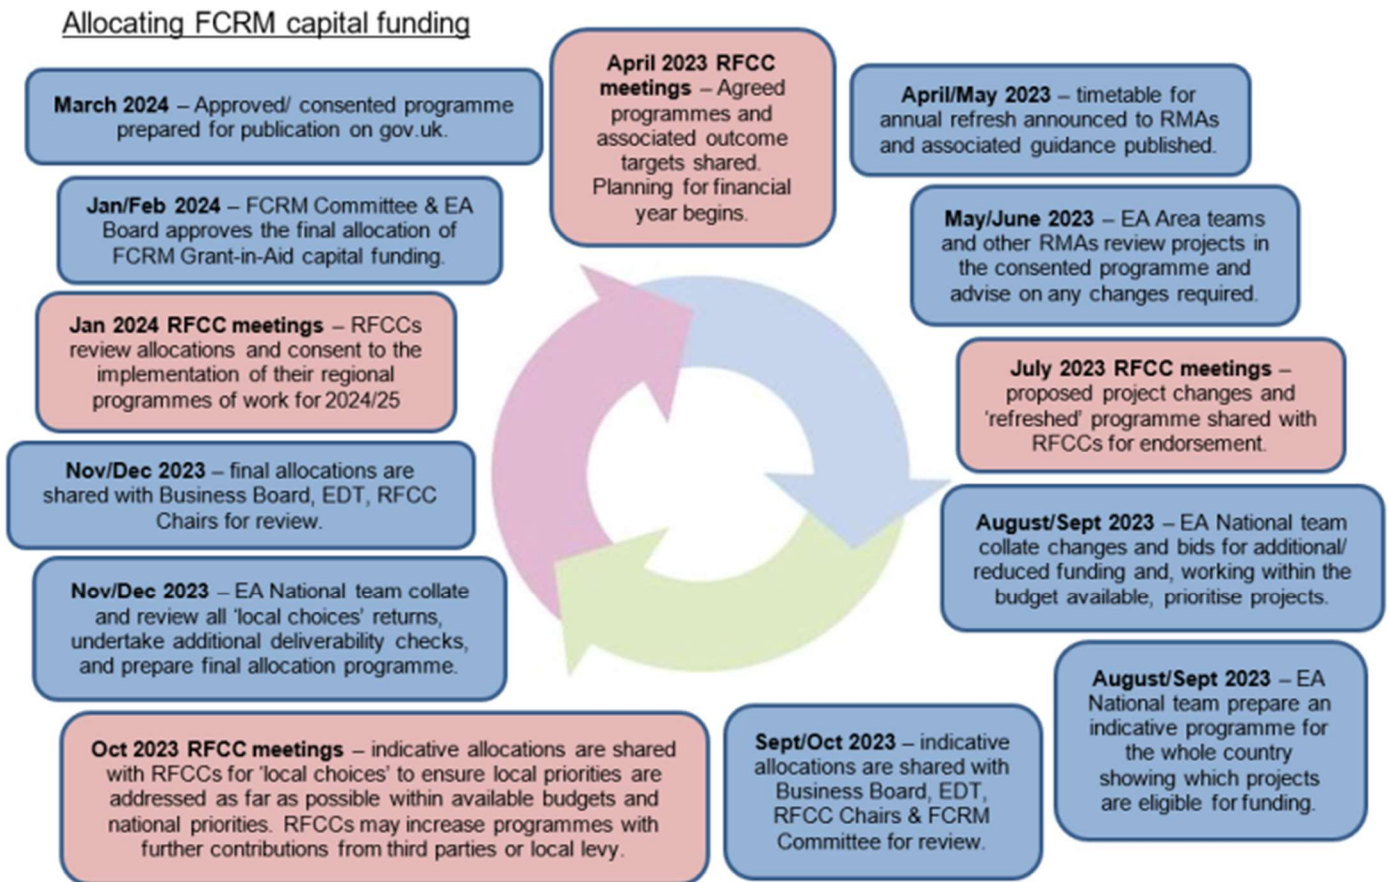 Allocating FCRM capital funding
April 2023 RFCC
meetings – Agreed
programmes and
associated outcome
targets shared.
Planning for financial
year begins.
April/May 2023 – timetable for
annual refresh announced to RMAs
and associated guidance published.
May/June 2023 – EA Area teams
and other RMAs review projects in
the consented programme and
advise on any changes required.
July 2023 RFCC meetings –
proposed project changes and
‘refreshed’ programme shared with
RFCCs for endorsement.
August/Sept 2023 – EA National team
collate changes and bids for additional/
reduced funding and, working within the
budget available, prioritise projects.
August/Sept 2023 – EA
National team prepare an
indicative programme for
the whole country
showing which projects
are eligible for funding.
Sept/Oct 2023 – indicative
allocations are shared with
Business Board, EDT,
RFCC Chairs & FCRM
Committee for review.
Oct 2023 RFCC meetings – indicative allocations are shared
with RFCCs for ‘local choices’ to ensure local priorities are
addressed as far as possible within available budgets and
national priorities. RFCCs may increase programmes with
further contributions from third parties or local levy.
Nov/Dec 2023 – EA National team collate
and review all ‘local choices’ returns,
undertake additional deliverability checks,
and prepare final allocation programme.
Nov/Dec 2023 – final allocations are
shared with Business Board, EDT, RFCC
Chairs for review.
Jan 2024 RFCC meetings – RFCCs
review allocations and consent to the
implementation of their regional
programmes of work for 2024/25
Jan/Feb 2024 – FCRM Committee & EA
Board approves the final allocation of
FCRM Grant-in-Aid capital funding.
March 2024 – Approved/ consented programme
prepared for publication on gov.uk.